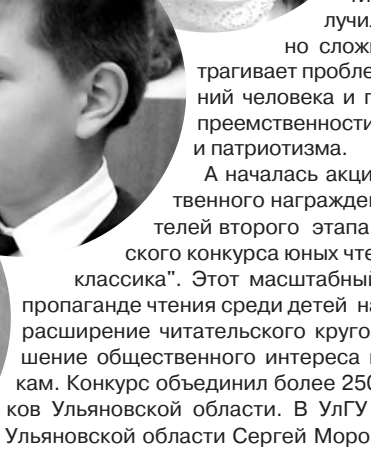 лучил
но сложн
трагивает пробле
ний человека и п
преемственности
и патриотизма.
А началась акци
твенного награжден
телей второго этапа
ского конкурса юных чте
классика". Этот масштабный
пропаганде чтения среди детей на
расширение читательского круго
шение общественного интереса
кам. Конкурс объединил более 250
ков Ульяновской области. В УлГУ
Ульяновской области Сергей Моро